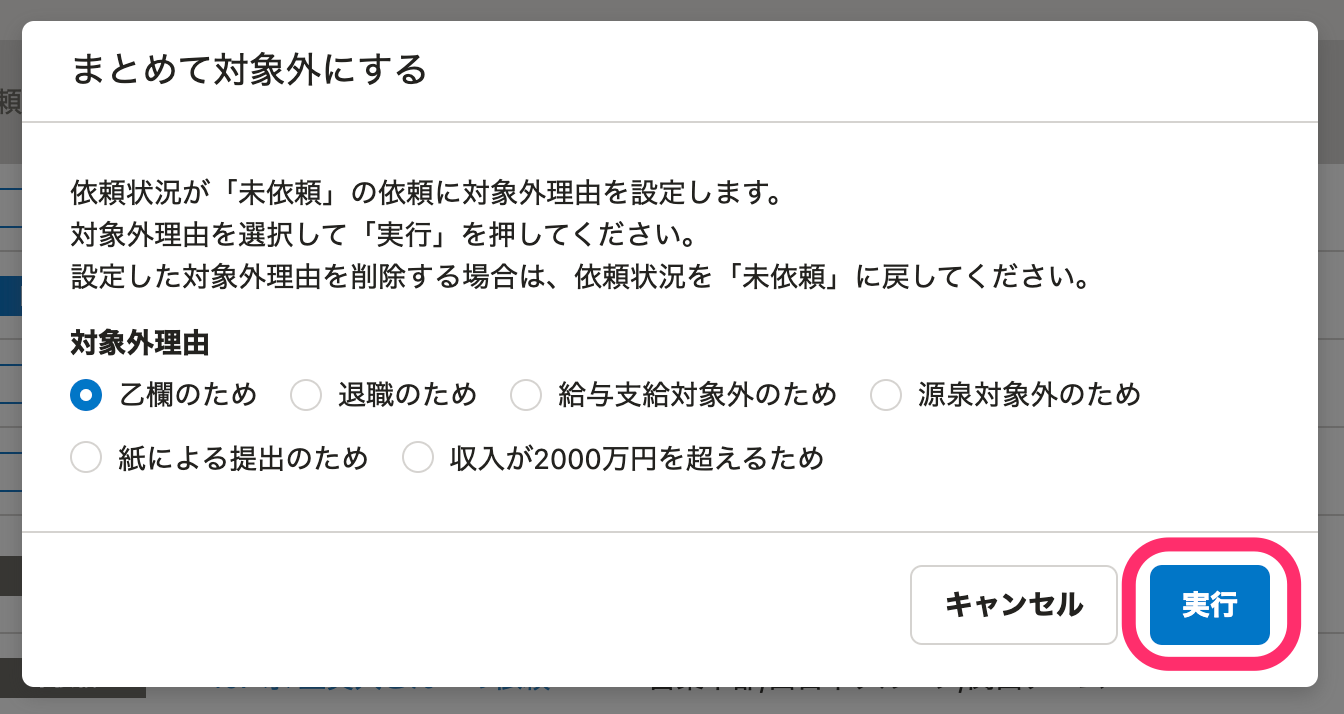 まとめて対象外にする
頼
依頼状況が「未依頼」の依頼に対象外理由を設定します。
対象外理由を選択して「実行」を押してください。
設定した対象外理由を削除する場合は、依頼状況を「未依頼」に戻してください。
対象外理由
乙欄のため 退職のため 給与支給対象外のため 源泉対象外のため
紙による提出のため 収入が2000万円を超えるため
キャンセル 実行